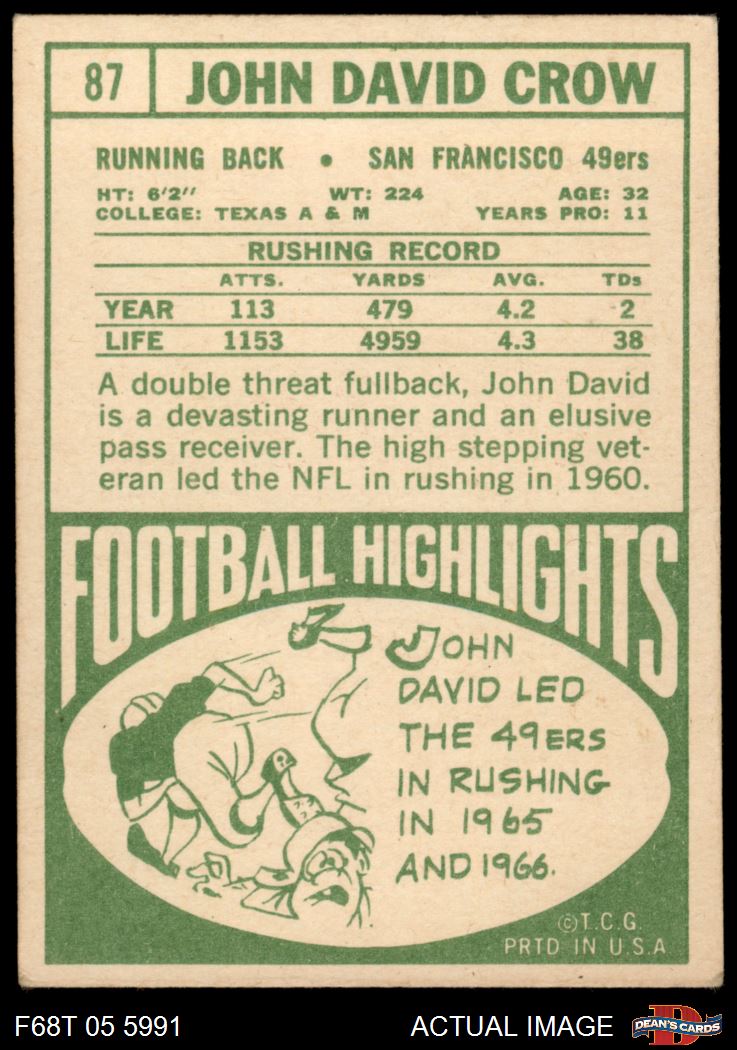 87 JOHN DAVID CROW
RUNNING BACK • SAN FRANCISCO 49ers
HT: 6'2" WT: 224 AGE: 32
COLLEGE: TEXAS A & M YEARS PRO: 11
RUSHING RECORD
ATTS. YARDS AVG. TDs
YEAR 113 479 4.2 2
LIFE 1153 4959 4.3 38
A double threat fullback, John David
is a devasting runner and an elusive
pass receiver. The high stepping vet-
eran led the NFL in rushing in 1960.
FOOTBALL HIGHLIGHTS
JOHN
DAVID LED
THE 49ERS
IN RUSHING
IN 1965
AND 1966.
©T.C.G.
PRTD IN U.S.A
F68T 05 5991 ACTUAL IMAGE D DEAN'S CARDS